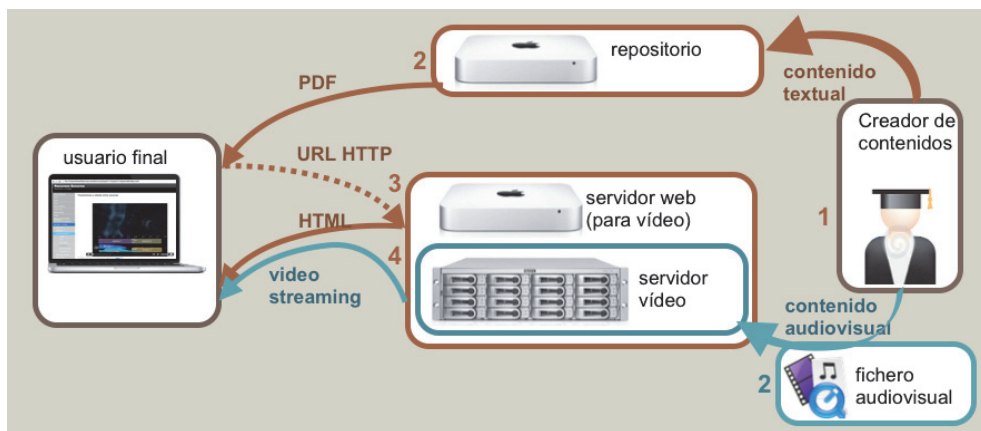 2
repositorio
PDF
contenido
textual
usuario final
URL HTTP
3
HTML
4
video
streaming
servidor web
(para vídeo)
servidor
vídeo
Creador de
contenidos
1
contenido
audiovisual
2
fichero
audiovisual